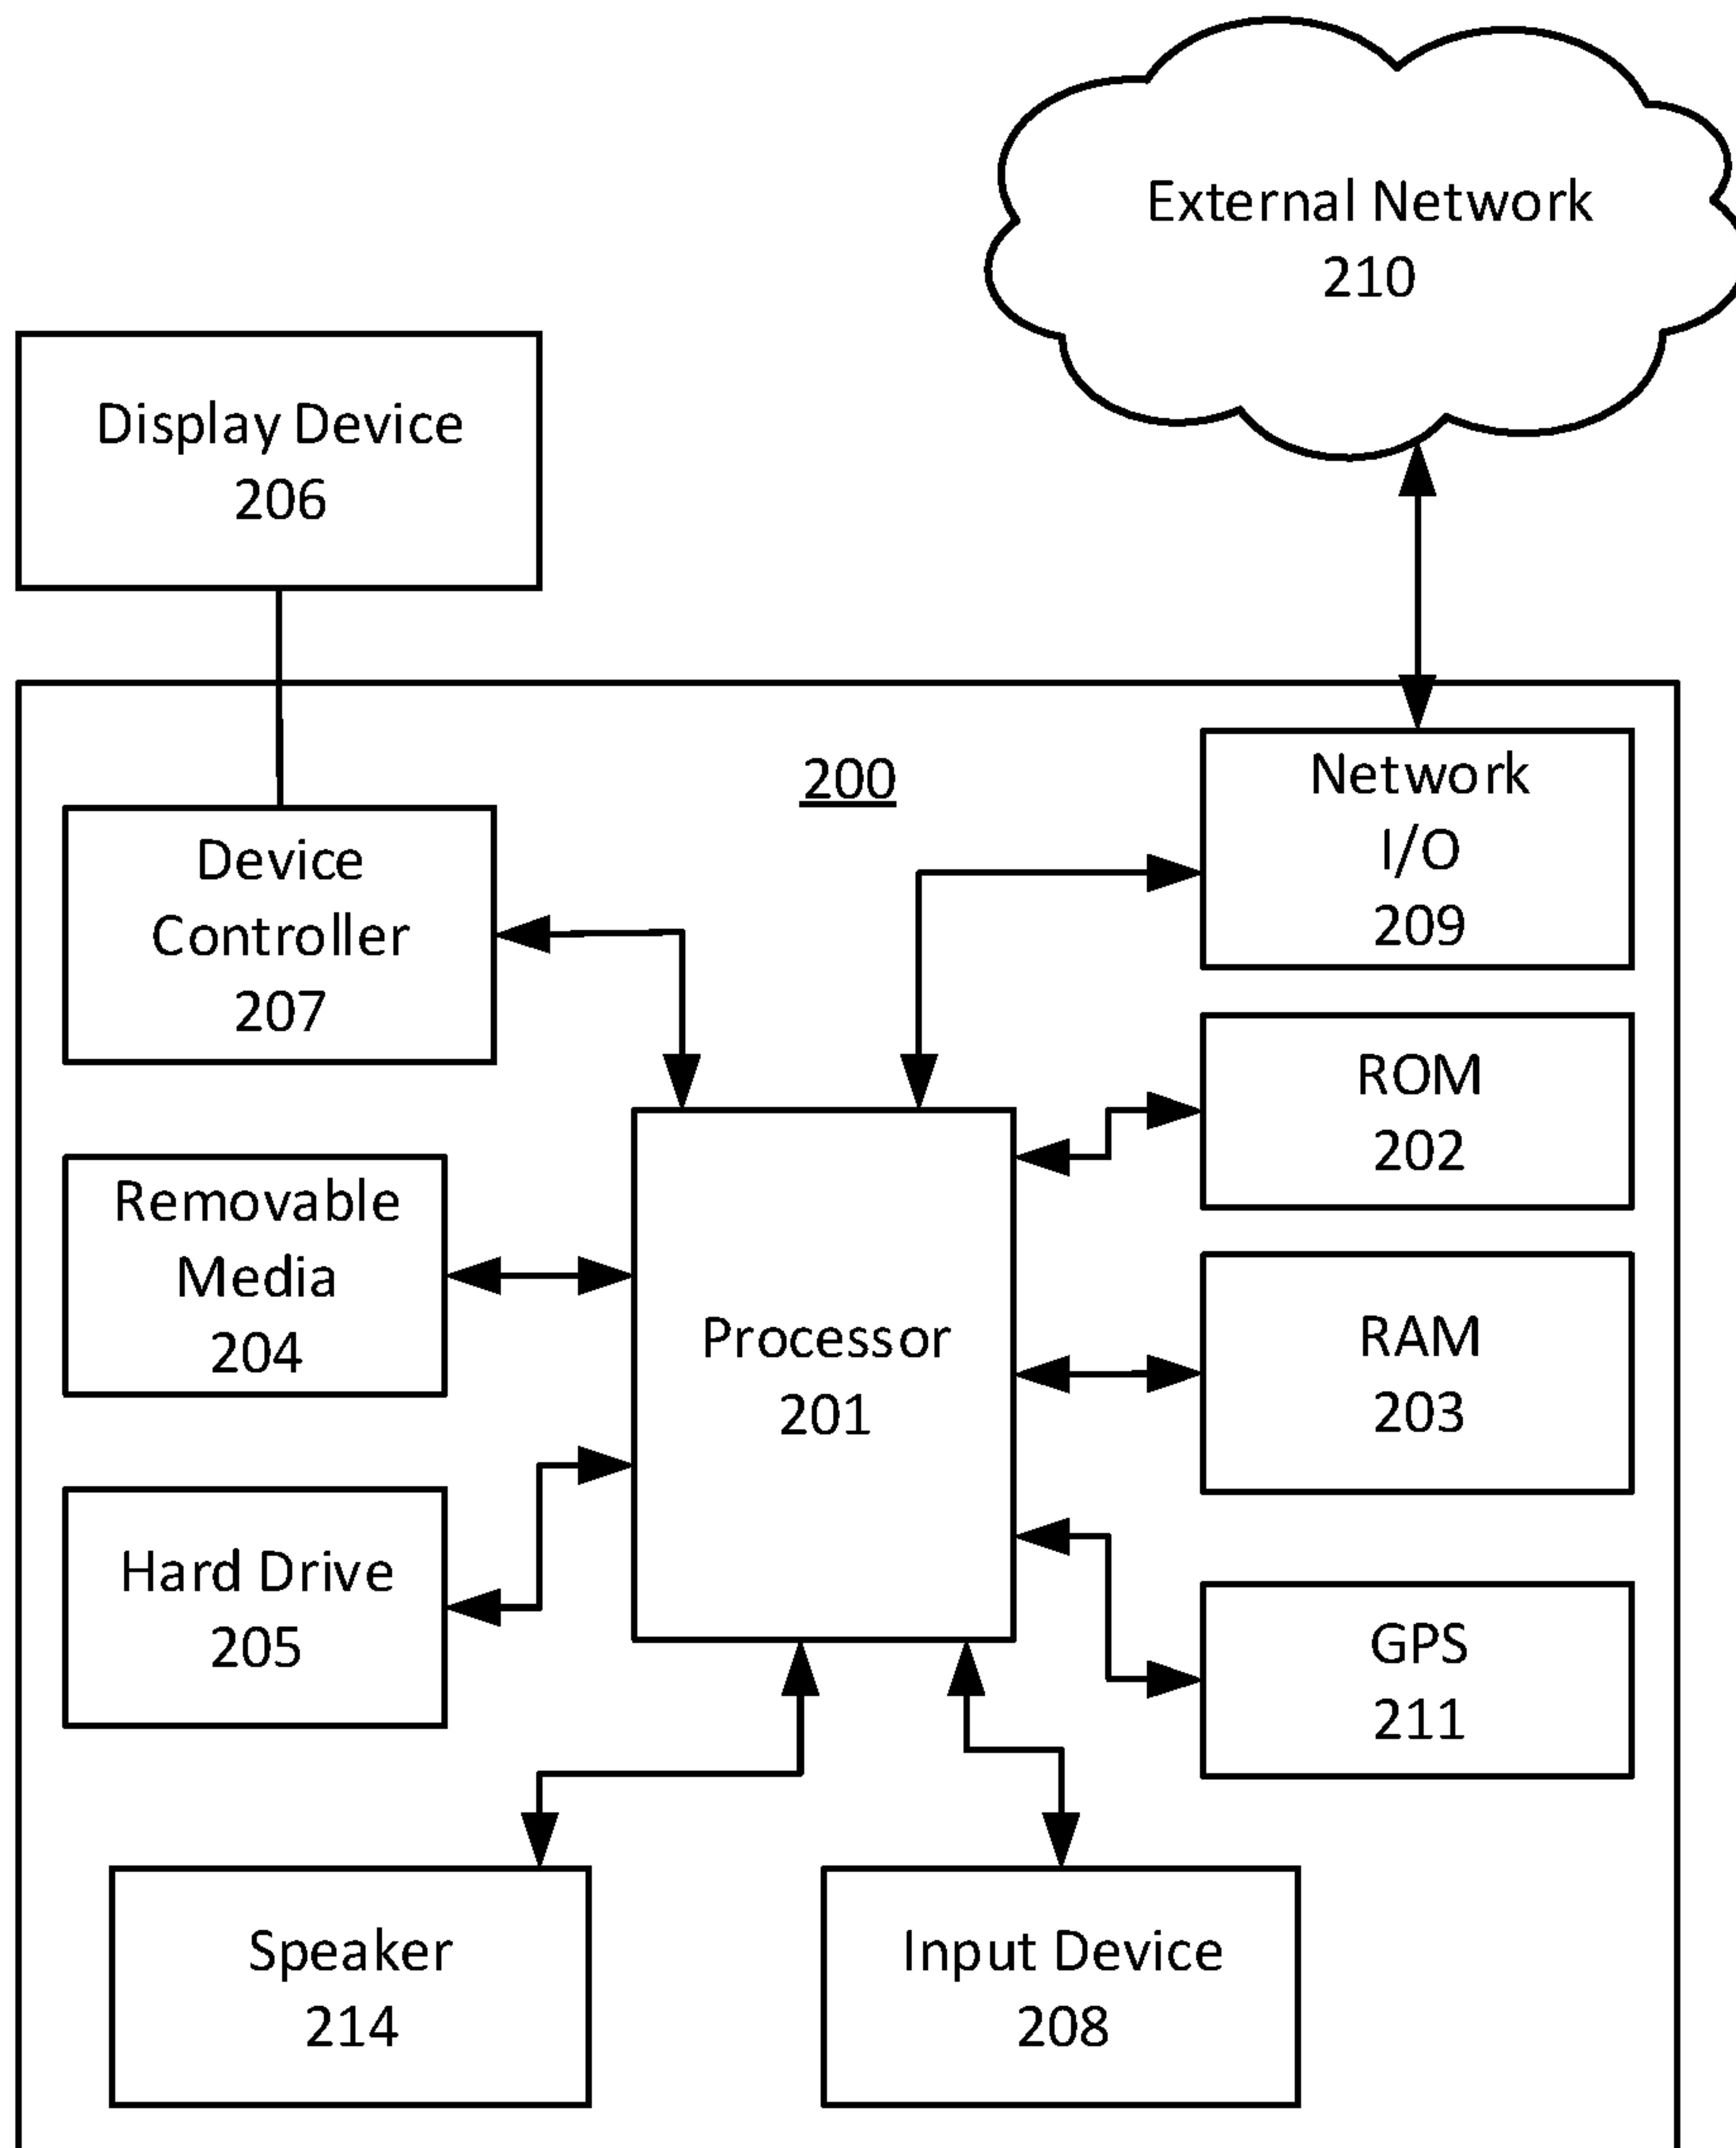 External Network
210
Display Device
206
200
Network
I/O
209
Device
Controller
207
ROM
202
Removable
Media
204
Processor
201
RAM
203
Hard Drive
205
GPS
211
Speaker
214
Input Device
208